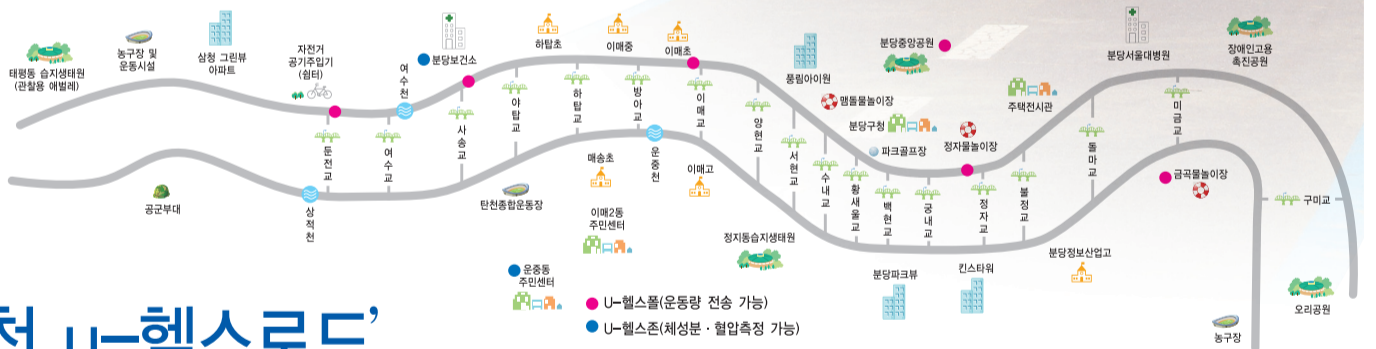 태평동 습지생태원
(관찰용 애벌레)
농구장 및
운동시설
삼청 그린뷰
아파트
자전거
공기주입기
(쉼터)
여수천
분당보건소
하탑초
이매중
이매초
풍림아이원
분당중앙공원
분당서울대병원
장애인고용
촉진공원
맴돌물놀이장
분당구청
파크골프장
정자물놀이장
주택전시관
둔전교
여수교
사송교
야탑교
하탑교
방아교
이매교
양현교
서현교
수내교
황새울교
백현교
궁내교
정자교
불정교
돌마교
미금교
금곡물놀이장
구미교
공군부대
상적천
탄천종합운동장
매송초
운중천
이매고
이매2동
주민센터
정지동습지생태원
운중동
주민센터
분당파크뷰
킨스타워
분당정보산업고
오리공원
농구장
U-헬스폴(운동량 전송 가능)
U-헬스존(체성분·혈압측정 가능)
천 u-헬스로드’